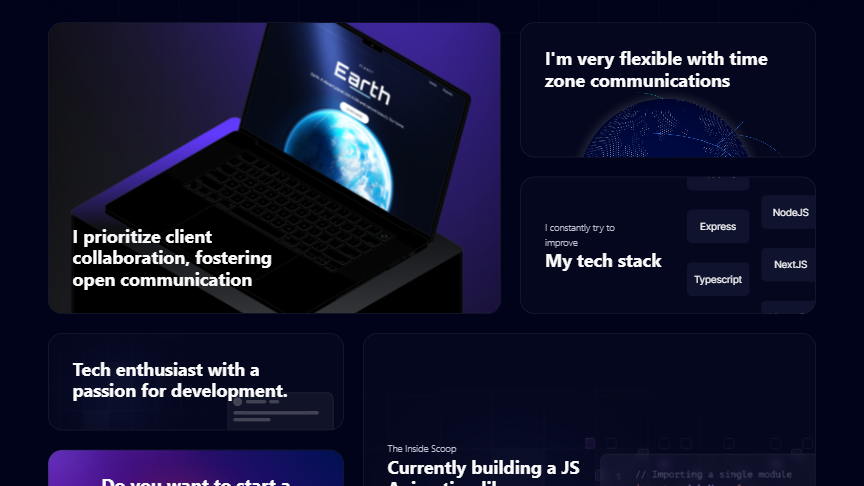 Earth
I prioritize client
collaboration, fostering
open communication
I'm very flexible with time
zone communications
I constantly try to
improve
My tech stack
Express
Typescript
NodeJS
NextJS
Tech enthusiast with a
passion for development.
Do you want to start a
The Inside Scoop
Currently building a JS
1 // Importing a single module